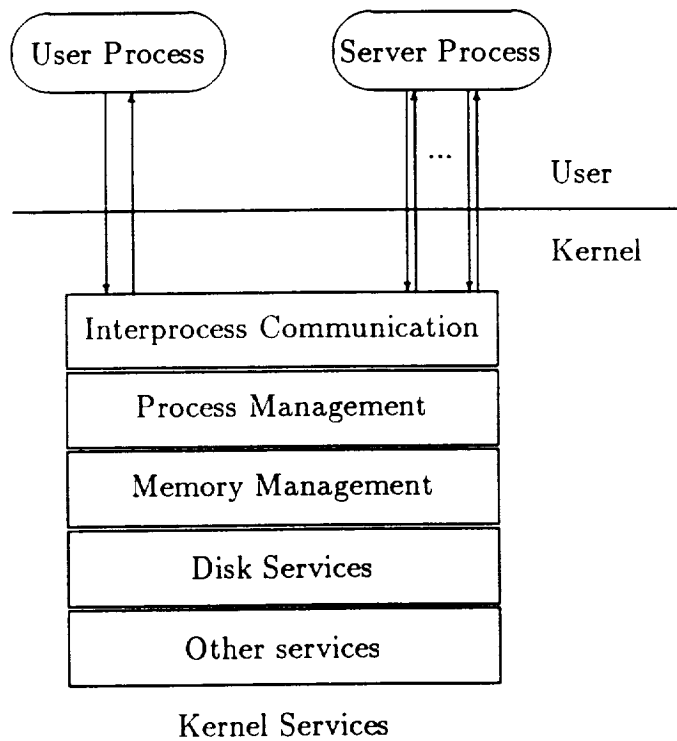 User Process
Server Process
...
User
Kernel
Interprocess Communication
Process Management
Memory Management
Disk Services
Other services
Kernel Services